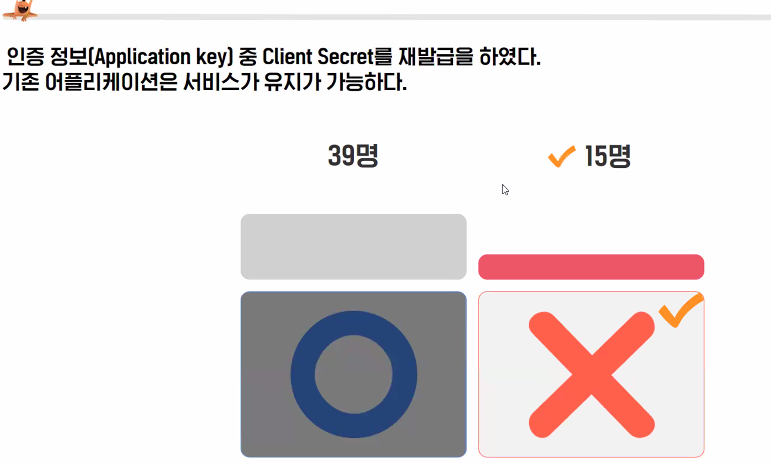 인증 정보(Application key) 중 Client Secret를 재발급을 하였다.
기존 어플리케이션은 서비스가 유지가 가능하다.
39명
15명